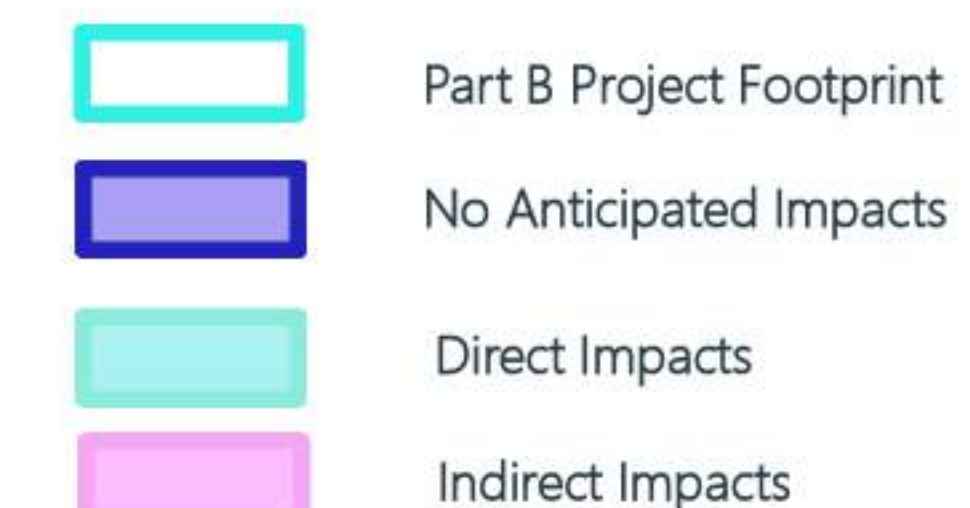 Part B Project Footprint
No Anticipated Impacts
Direct Impacts
Indirect Impacts